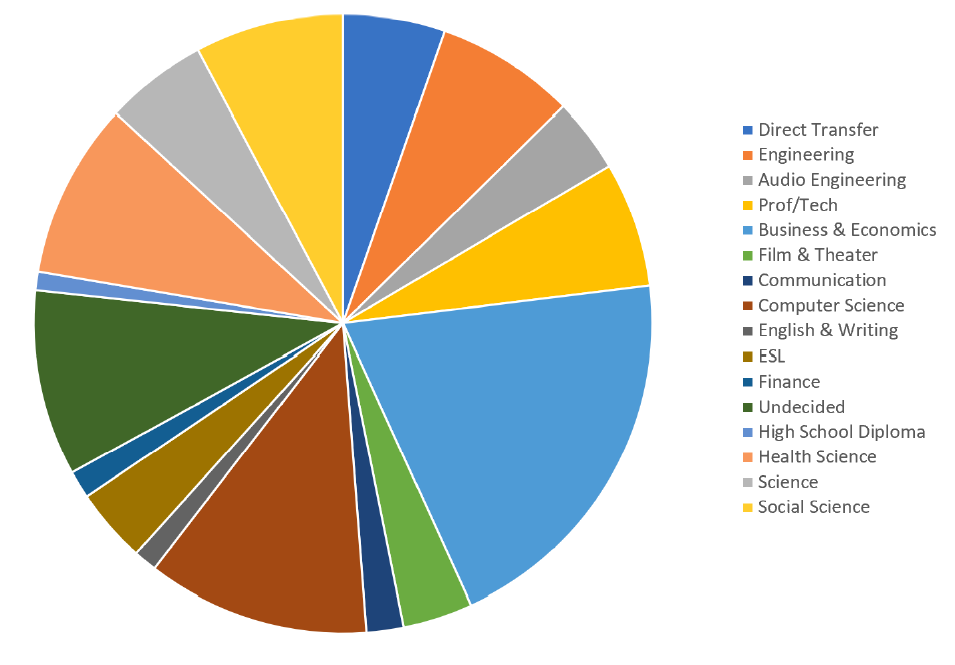 Direct Transfer
Engineering
Audio Engineering
Prof/Tech
Business & Economics
Film & Theater
Communication
Computer Science
English & Writing
ESL
Finance
Undecided
High School Diploma
Health Science
Science
Social Science